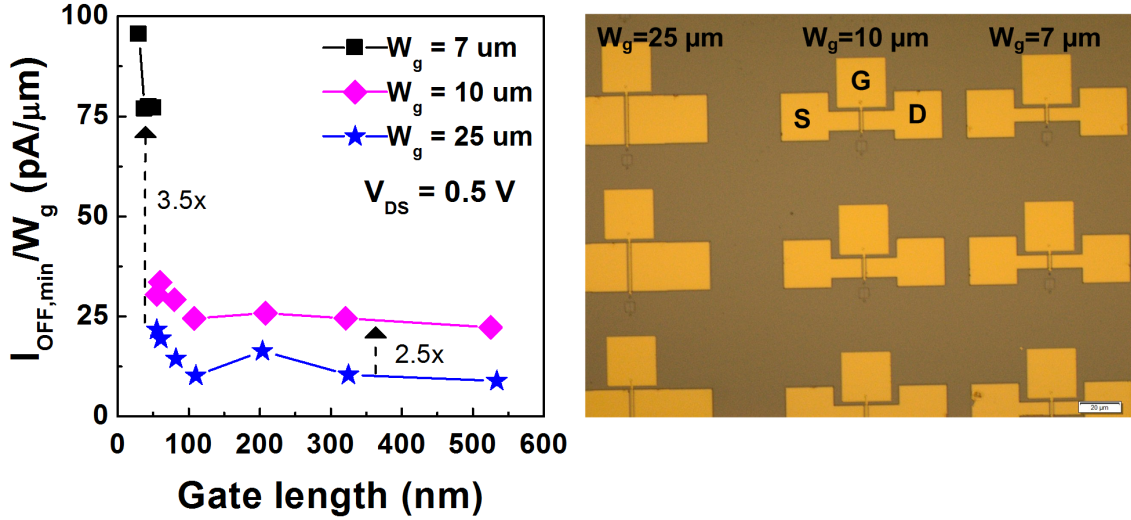 100
75
50
25
0
I_OFF,min/W_g (pA/μm)
W_g = 7 um
W_g = 10 um
W_g = 25 um
V_DS = 0.5 V
3.5x
2.5x
0 100 200 300 400 500 600
Gate length (nm)
W_g=25 μm W_g=10 μm W_g=7 μm
G
S D
20 μm